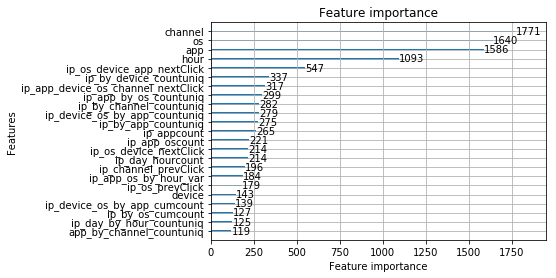 Feature importance
channel 1771
os 1640
app 1586
hour 1093
ip_os_device_app_nextClick 547
ip_by_device_countuniq 337
ip_app_device_os_channel_nextClick 317
ip_app_by_os_countuniq 299
ip_by_channel_countuniq 282
ip_device_os_by_app_countuniq 279
ip_by_app_countuniq 275
ip_appcount 265
ip_app_oscount 221
ip_os_device_nextClick 214
ip_day_hourcount 214
ip_channel_prevClick 196
ip_app_os_by_hour_var 184
ip_os_prevClick 179
device 143
ip_device_os_by_app_cumcount 139
ip_by_os_cumcount 127
ip_day_by_hour_countuniq 125
app_by_channel_countuniq 119
Features
0 250 500 750 1000 1250 1500 1750
Feature importance